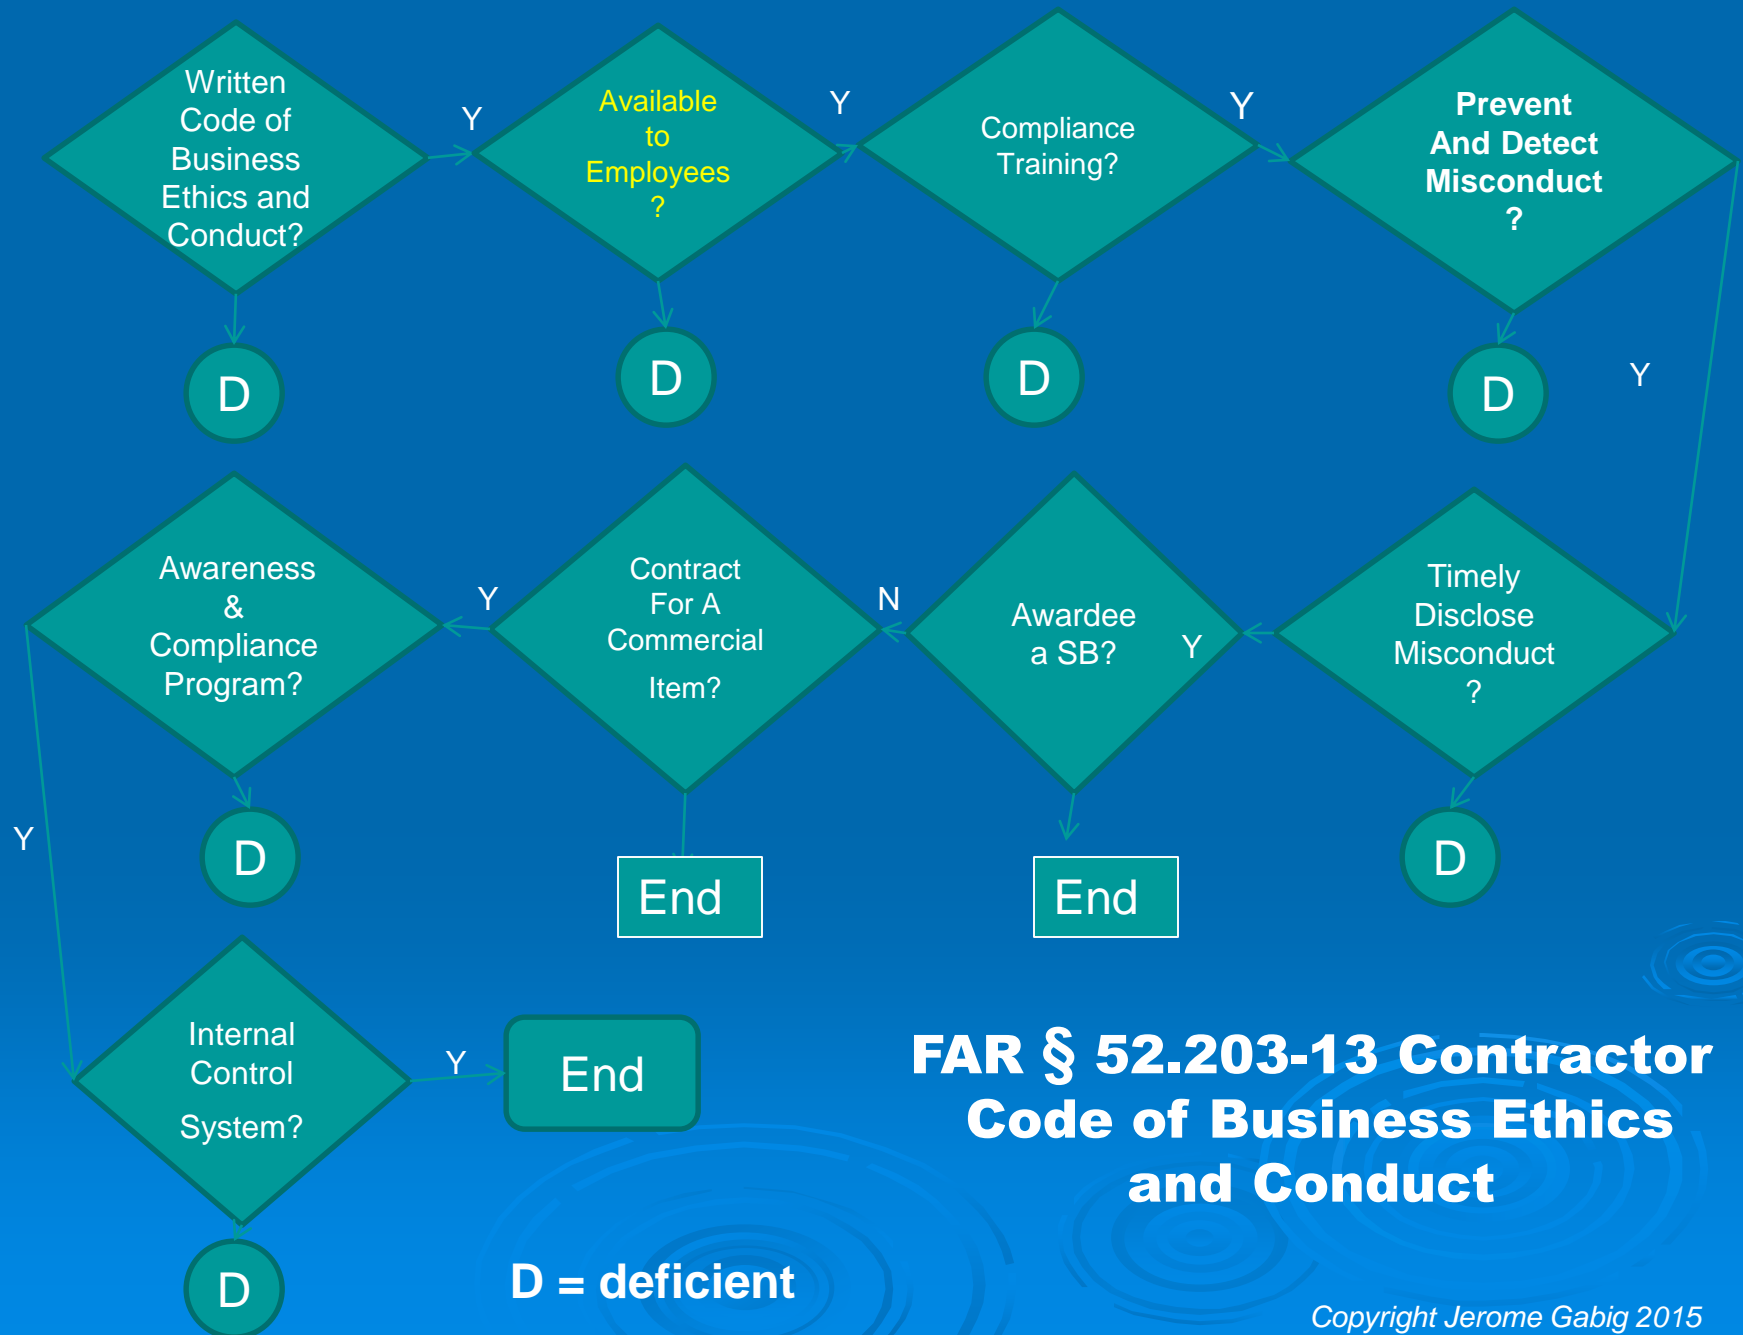 Written
Code of
Business
Ethics and
Conduct?
Y
Available
to
Employees
?
Y
Compliance
Training?
Y
Prevent
And Detect
Misconduct
?
D
D
D
D
Y
Awareness
&
Compliance
Program?
Y
Contract
For A
Commercial
Item?
N
Awardee
a SB?
Y
Timely
Disclose
Misconduct
?
Y
D
End
End
D
Internal
Control
System?
Y
End
FAR § 52.203-13 Contractor
Code of Business Ethics
and Conduct
D
D = deficient
Copyright Jerome Gabig 2015